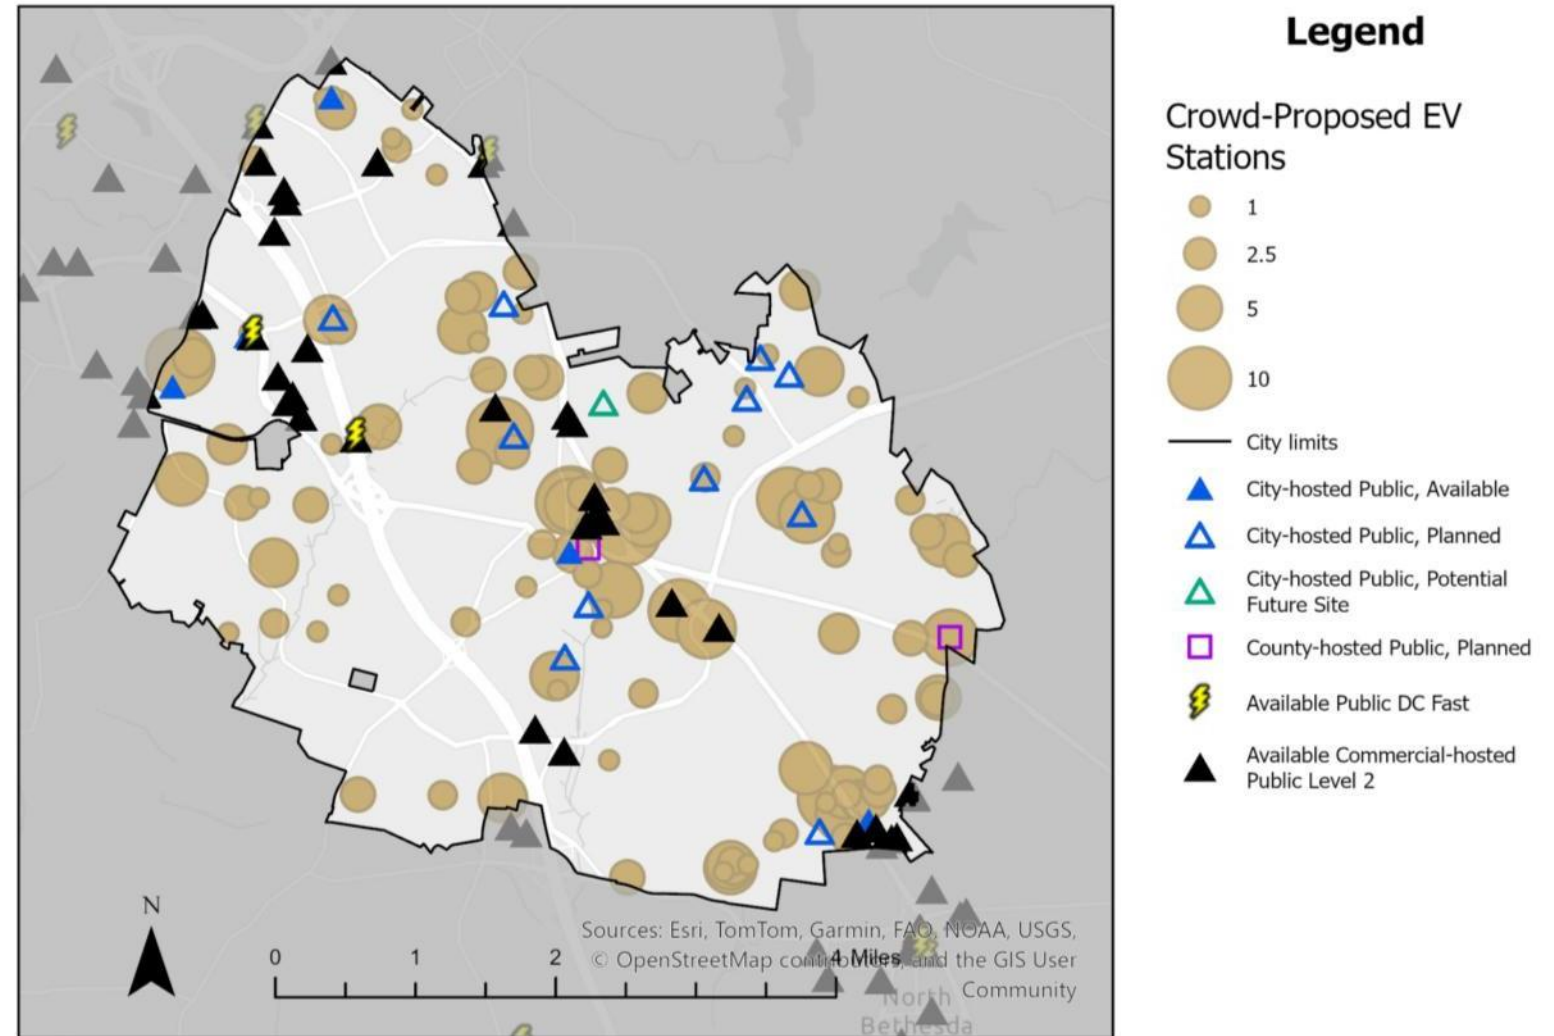 Legend
Crowd-Proposed EV
Stations
1
2.5
5
10
City limits
City-hosted Public, Available
City-hosted Public, Planned
City-hosted Public, Potential
Future Site
County-hosted Public, Planned
Available Public DC Fast
Available Commercial-hosted
Public Level 2
N
0 1 2 4 Miles
Sources: Esri, TomTom, Garmin, FAO, NOAA, USGS,
© OpenStreetMap contributors, and the GIS User
Community
North
Bethesda